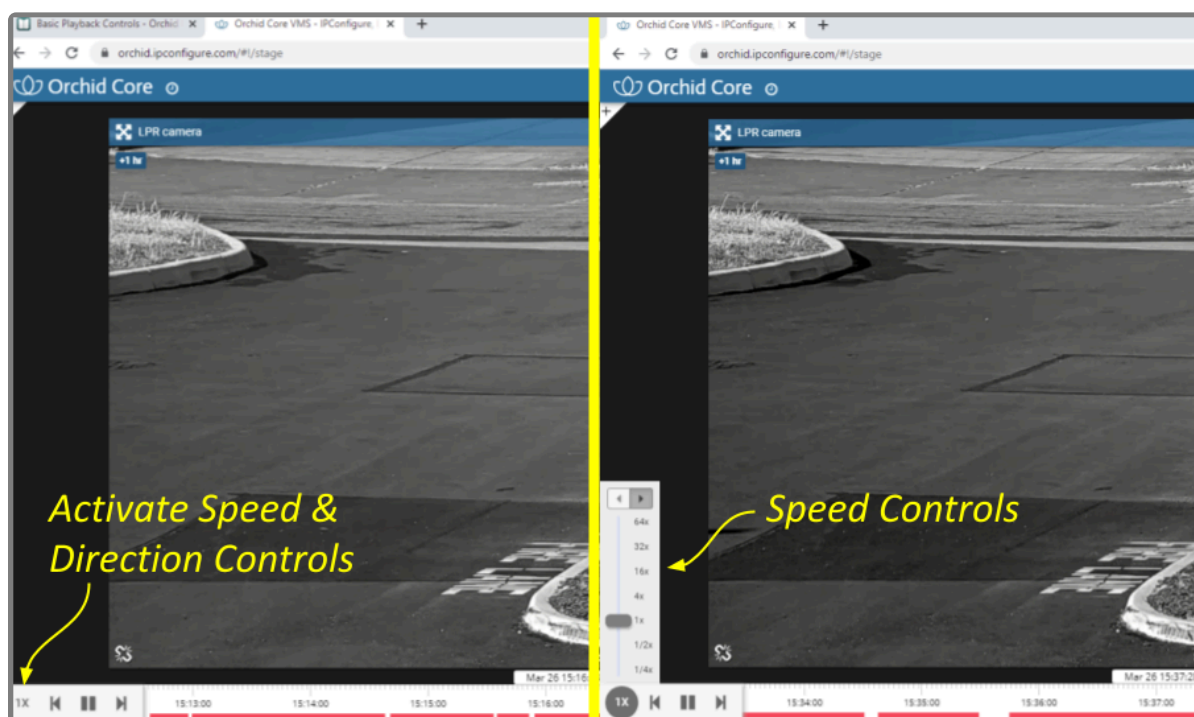 Basic Playback Controls - Orchid
Orchid Core VMS - IPConfigure,
orchid.ipconfigure.com/#!/stage
Orchid Core
LPR camera
+1 hr
Activate Speed &
Direction Controls
Mar 26 15:16:
1X
15:13:00 15:14:00 15:15:00 15:16:00
Orchid Core VMS - IPConfigure,
orchid.ipconfigure.com/#!/stage
Orchid Core
LPR camera
+1 hr
Speed Controls
64x
32x
16x
4x
1x
1/2x
1/4x
Mar 26 15:37:2
1X
15:34:00 15:35:00 15:36:00 15:37:00